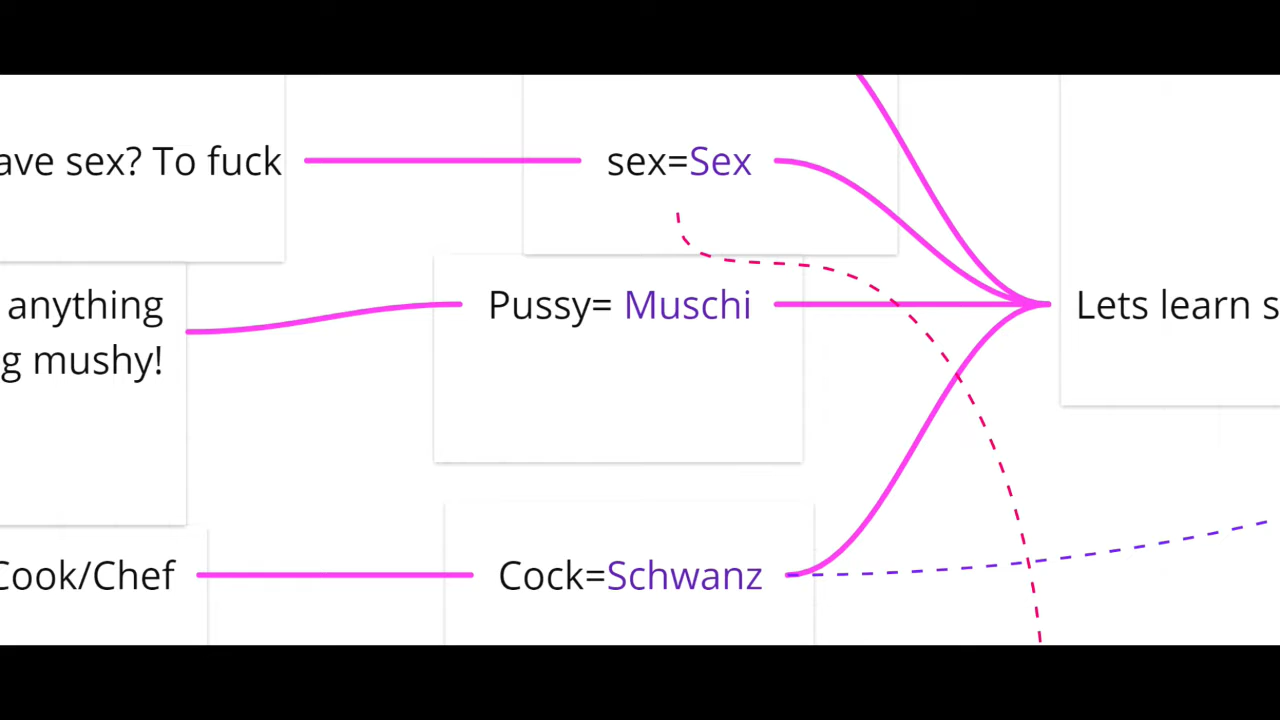 ave sex? To fuck
sex=Sex
anything
g mushy!
Pussy= Muschi
Lets learn s
Cook/Chef
Cock=Schwanz